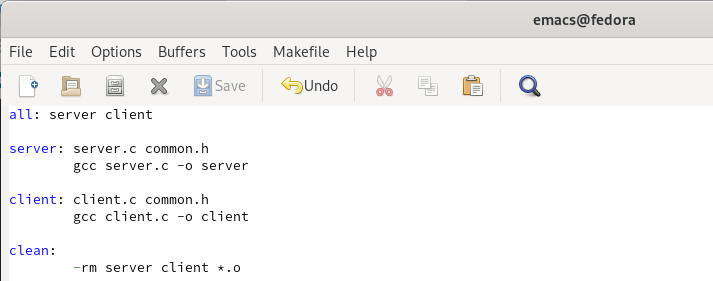 emacs@fedora
File Edit Options Buffers Tools Makefile Help
Save Undo
all: server client
server: server.c common.h
gcc server.c -o server
client: client.c common.h
gcc client.c -o client
clean:
-rm server client *.o